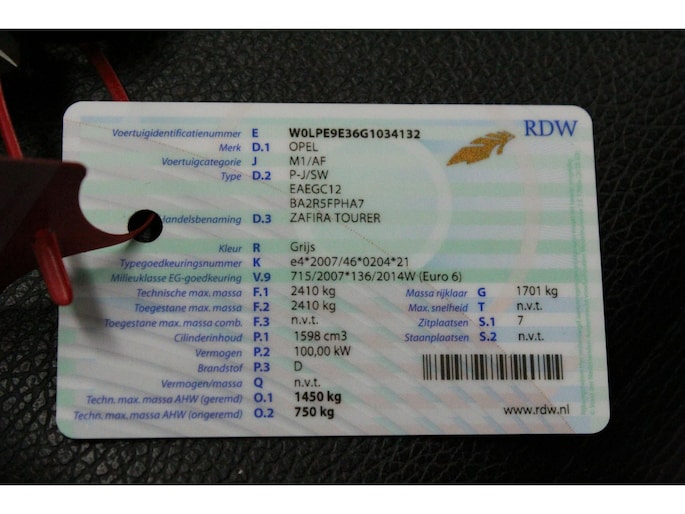 RDW
Voertuigidentificatienummer E W0LPE9E36G1034132
Merk D.1 OPEL
Voertuigcategorie J M1/AF
Type D.2 P-J/SW
EAEGC12
BA2R5FPHA7
Handelsbenaming D.3 ZAFIRA TOURER
Kleur R Grijs
Typegoedkeuringsnummer K e4*2007/46*0204*21
Milieuklasse EG-goedkeuring V.9 715/2007*136/2014W (Euro 6)
Technische max. massa F.1 2410 kg Massa rijklaar G 1701 kg
Toegestane max. massa F.2 2410 kg Max. snelheid T n.v.t.
Toegestane max. massa comb. F.3 n.v.t. Zitplaatsen S.1 7
Cilinderinhoud P.1 1598 cm3 Staanplaatsen S.2 n.v.t.
Vermogen P.2 100,00 kW
Brandstof P.3 D
Vermogen/massa Q n.v.t.
Techn. max. massa AHW (geremd) O.1 1450 kg
Techn. max. massa AHW (ongeremd) O.2 750 kg
www.rdw.nl